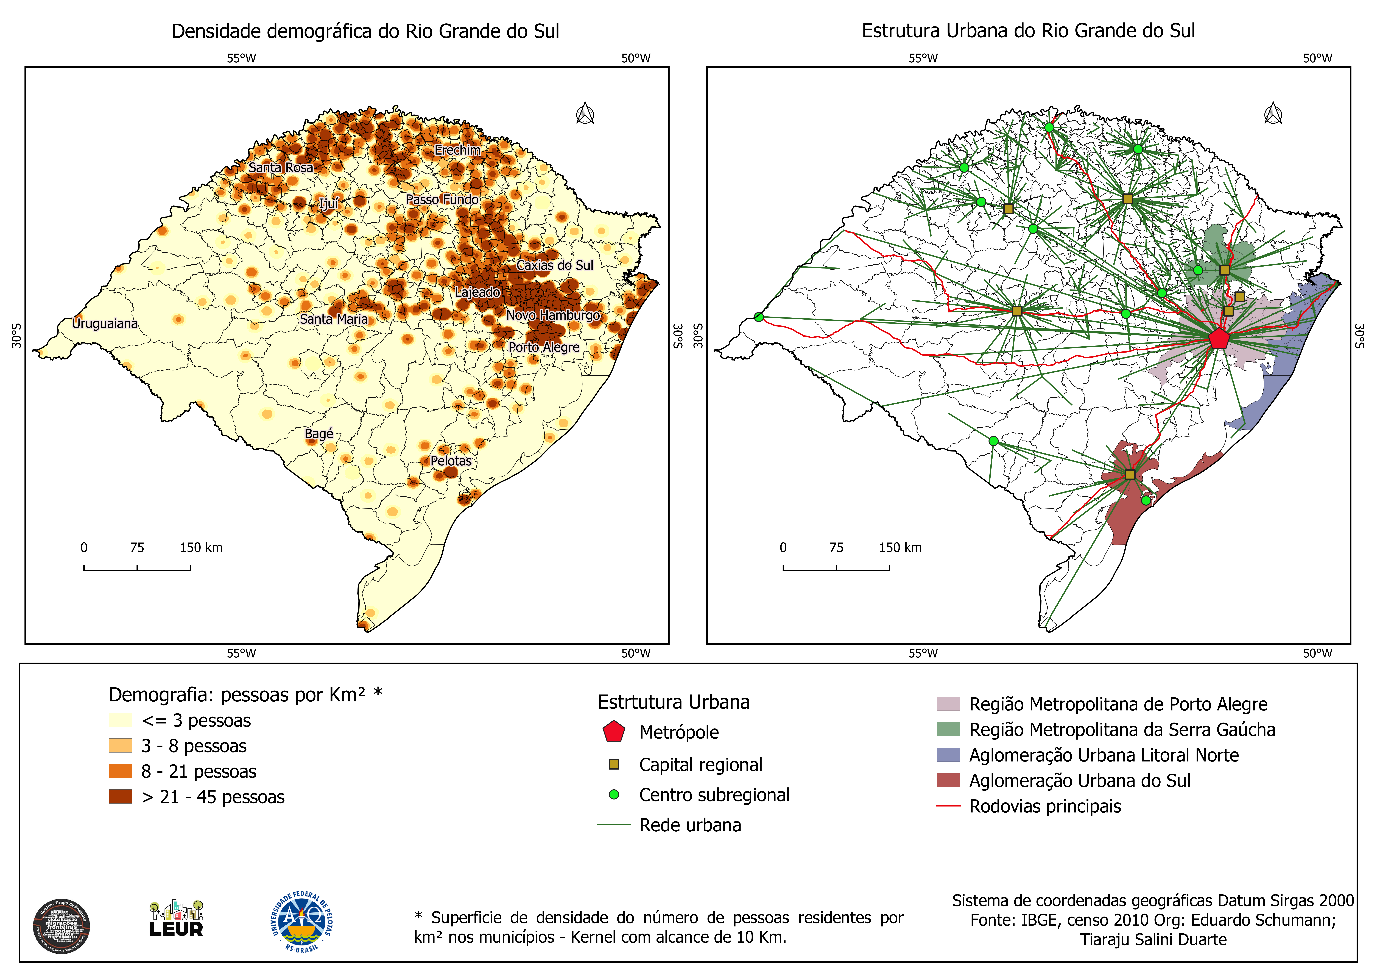 Densidade demográfica do Rio Grande do Sul
55°W
50°W
30°S
30°S
Erechim
Santa Rosa
Ijuí
Passo Fundo
Caxias do Sul
Lajeado
Novo Hamburgo
Santa Maria
Uruguaiana
Porto Alegre
Bagé
Pelotas
0 75 150 km
55°W
50°W
Estrutura Urbana do Rio Grande do Sul
55°W
50°W
30°S
30°S
0 75 150 km
55°W
50°W
Demografia: pessoas por Km² *
<= 3 pessoas
3 - 8 pessoas
8 - 21 pessoas
> 21 - 45 pessoas
Estrtutura Urbana
Metrópole
Capital regional
Centro subregional
Rede urbana
Região Metropolitana de Porto Alegre
Região Metropolitana da Serra Gaúcha
Aglomeração Urbana Litoral Norte
Aglomeração Urbana do Sul
Rodovias principais
LEUR
UNIVERSIDADE FEDERAL DE PELOTAS
RS BRASIL
* Superficie de densidade do número de pessoas residentes por
km² nos municípios - Kernel com alcance de 10 Km.
Sistema de coordenadas geográficas Datum Sirgas 2000
Fonte: IBGE, censo 2010 Org: Eduardo Schumann;
Tiaraju Salini Duarte